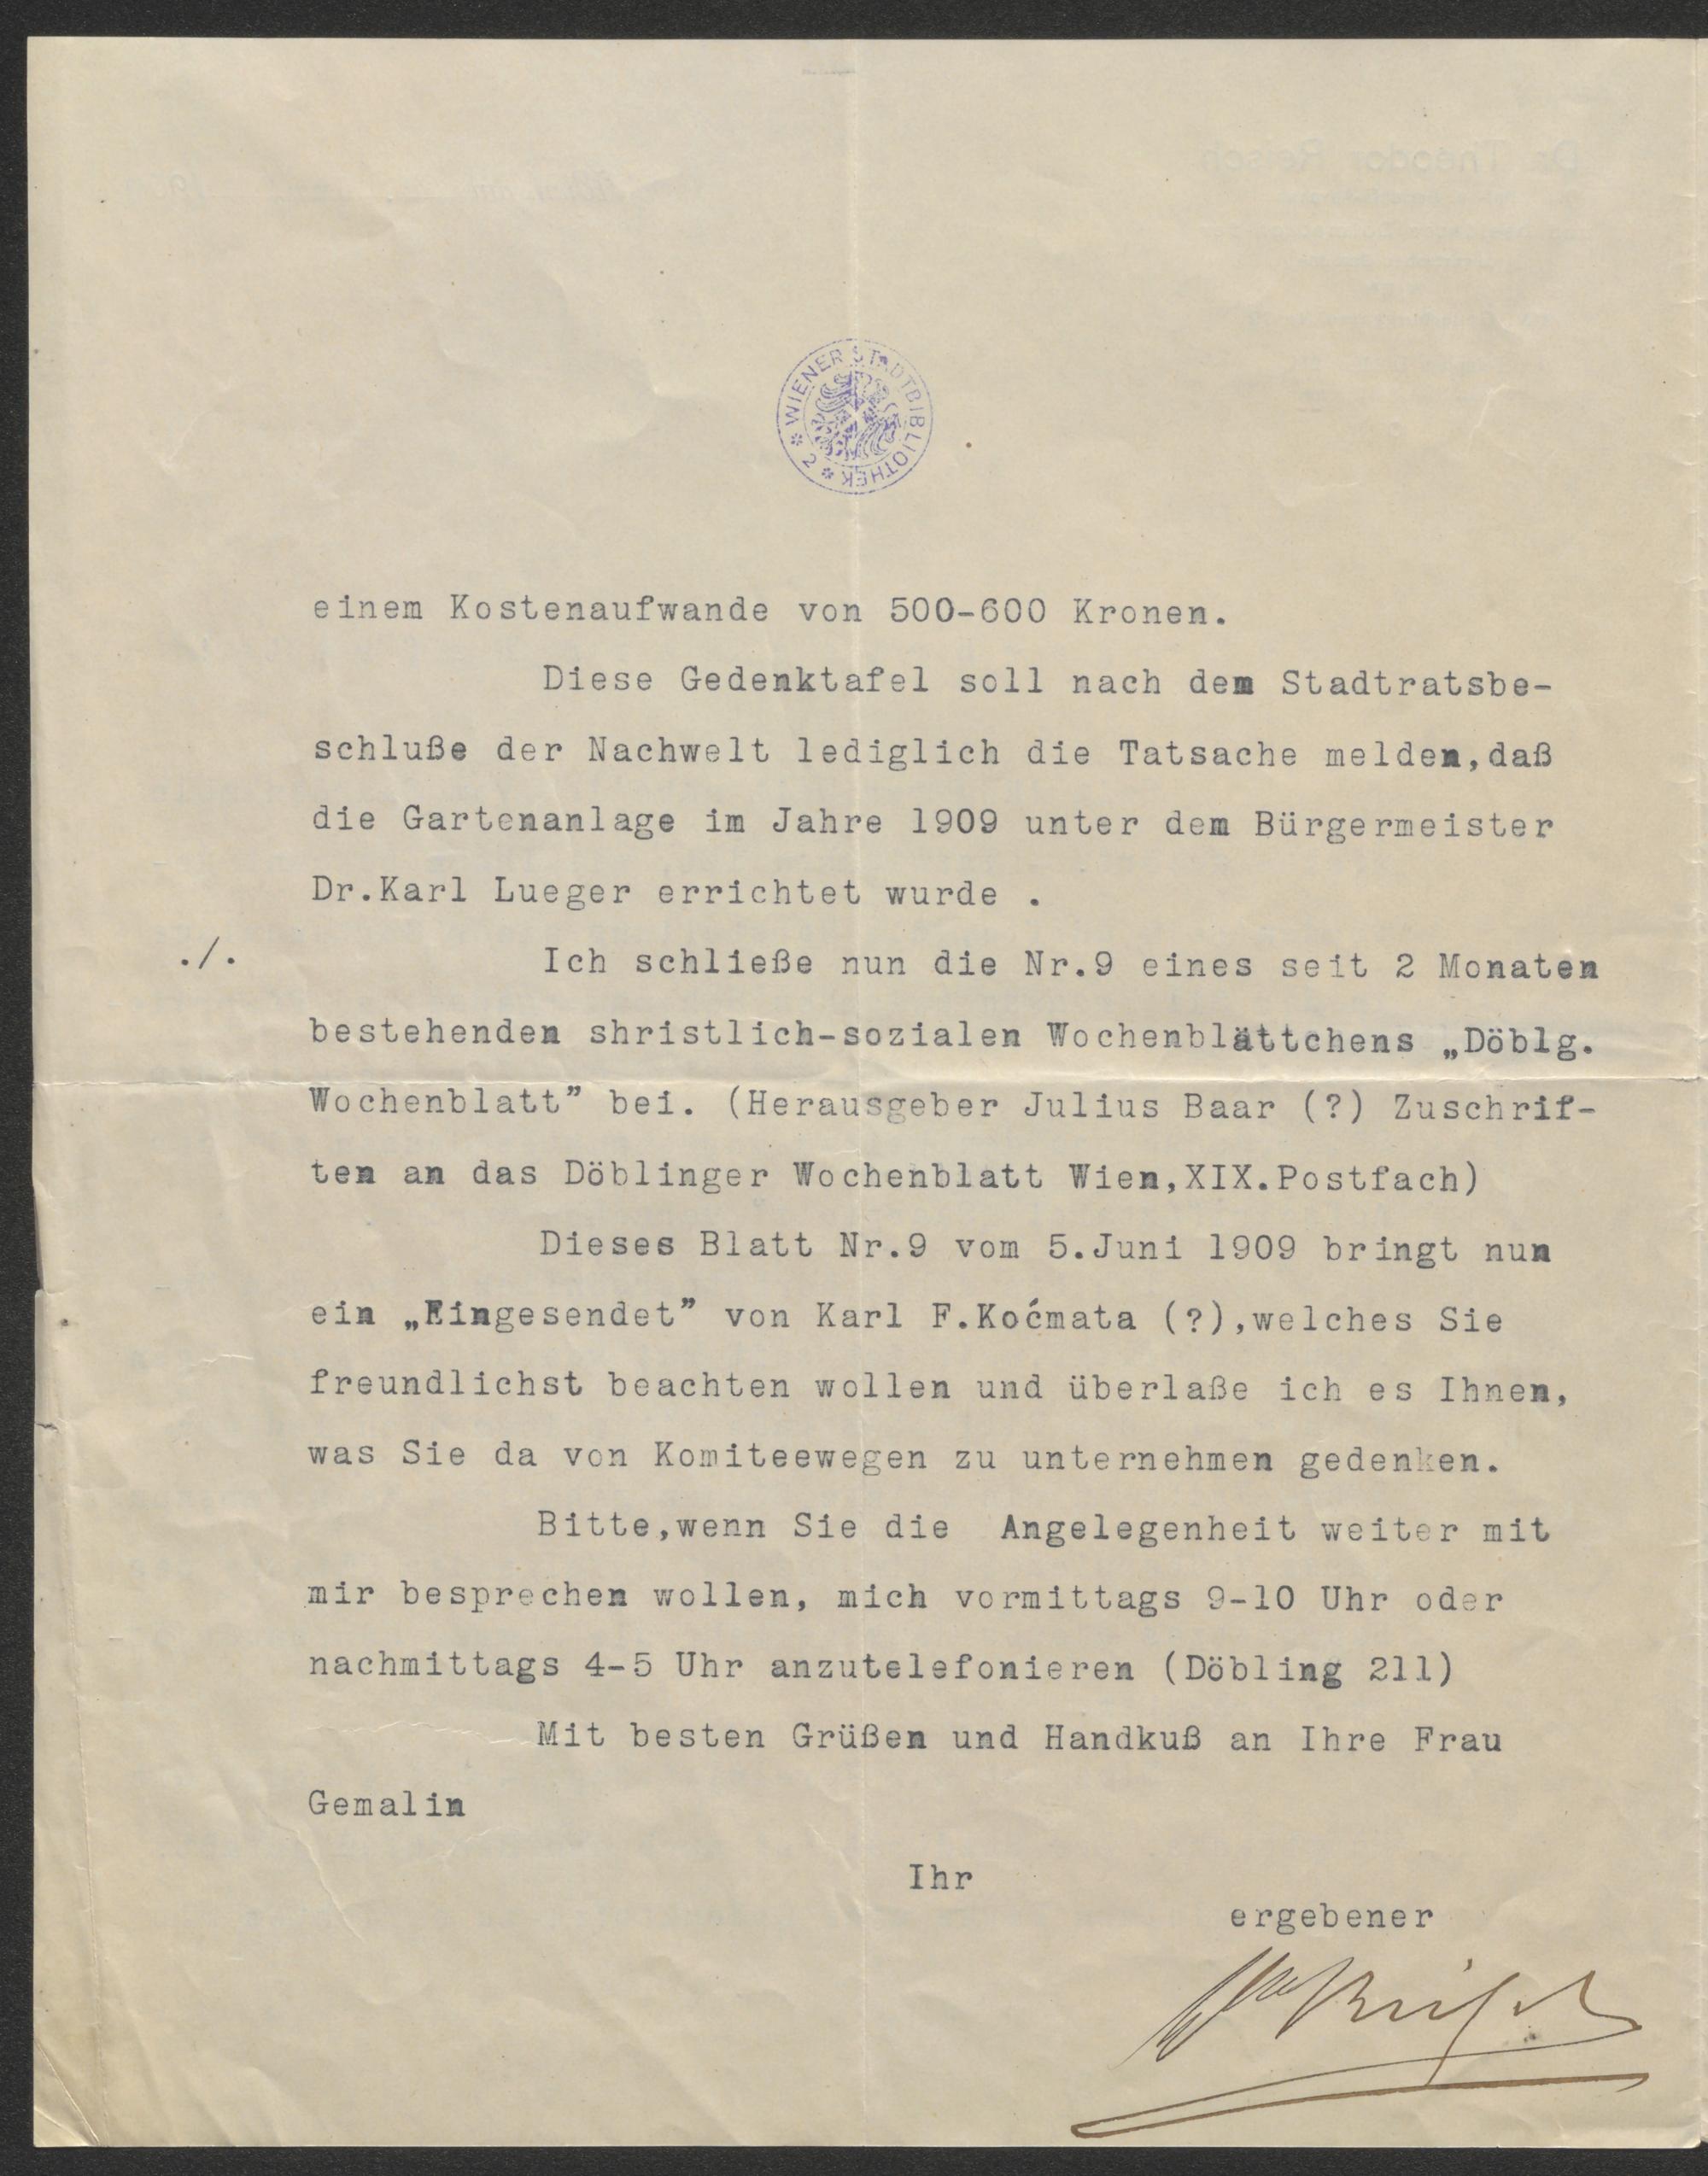 WIENER STADTBIBLIOTHEK * 2 *
einem Kostenaufwande von 500-600 Kronen.
Diese Gedenktafel soll nach dem Stadtratsbe-
schluße der Nachwelt lediglich die Tatsache melden,daß
die Gartenanlage im Jahre 1909 unter dem Bürgermeister
Dr.Karl Lueger errichtet wurde .
./. Ich schließe nun die Nr.9 eines seit 2 Monaten
bestehenden shristlich-sozialen Wochenblättchens „Döblg.
Wochenblatt” bei. (Herausgeber Julius Baar (?) Zuschrif-
ten an das Döblinger Wochenblatt Wien,XIX.Postfach)
Dieses Blatt Nr.9 vom 5.Juni 1909 bringt nun
ein „Eingesendet” von Karl F.Koćmata (?),welches Sie
freundlichst beachten wollen und überlaße ich es Ihnen,
was Sie da von Komiteewegen zu unternehmen gedenken.
Bitte,wenn Sie die Angelegenheit weiter mit
mir besprechen wollen, mich vormittags 9-10 Uhr oder
nachmittags 4-5 Uhr anzutelefonieren (Döbling 211)
Mit besten Grüßen und Handkuß an Ihre Frau
Gemalin
Ihr
ergebener